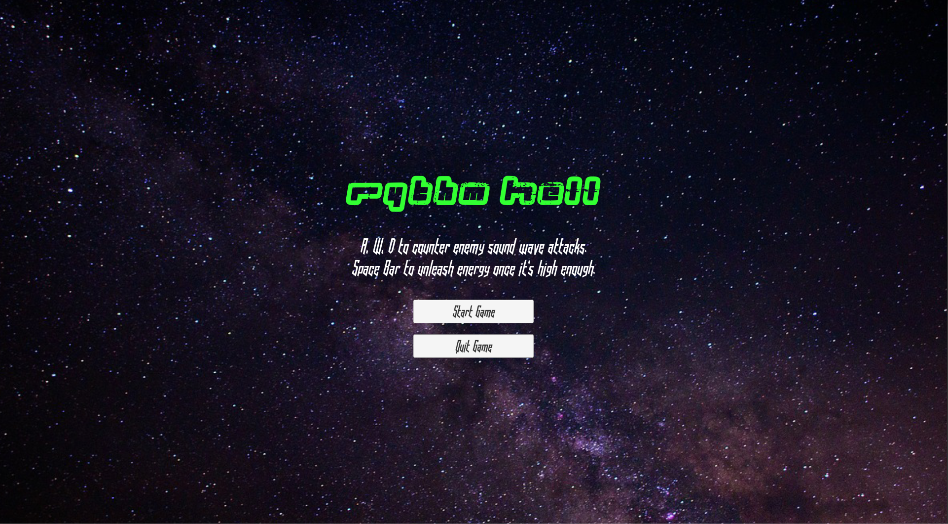 rythm hell
A, W, D to counter enemy sound wave attacks.
Space Bar to unleash energy once it's high enough.
Start Game
Quit Game